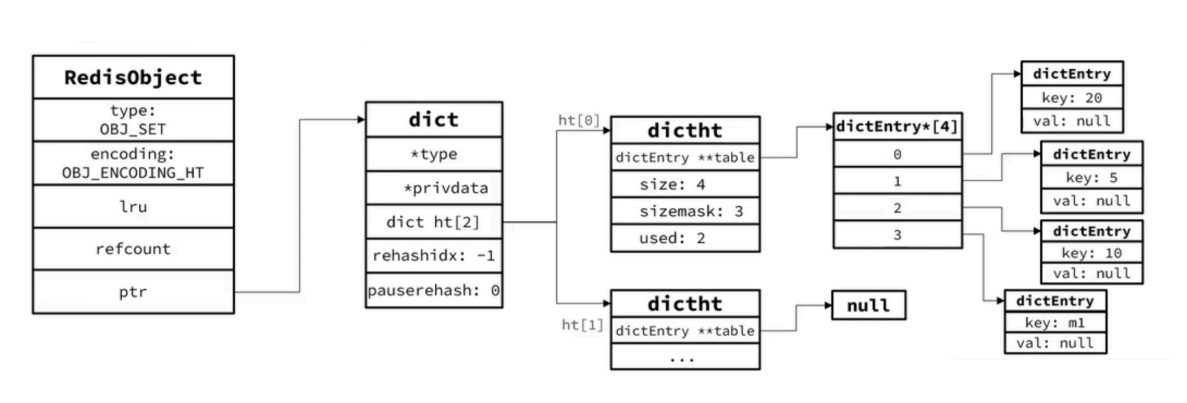 RedisObject
type:
OBJ_SET
encoding:
OBJ_ENCODING_HT
lru
refcount
ptr
dict
*type
*privdata
dict ht[2]
rehashidx: -1
pauserehash: 0
ht[0]
dictht
dictEntry **table
size: 4
sizemask: 3
used: 2
ht[1]
dictht
dictEntry **table
...
dictEntry*[4]
0
1
2
3
null
dictEntry
key: 20
val: null
dictEntry
key: 5
val: null
dictEntry
key: 10
val: null
dictEntry
key: m1
val: null